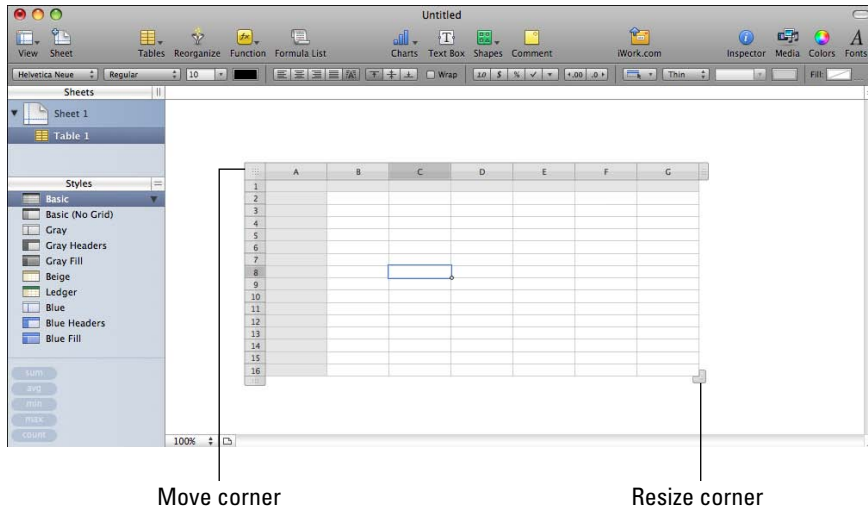 Untitled
View Sheet Tables Reorganize Function Formula List Charts Text Box Shapes Comment iWork.com Inspector Media Colors Fonts
Helvetica Neue Regular 10 Wrap 1.0 $ % Thin Fill:
Sheets
Sheet 1
Table 1
Styles
Basic
Basic (No Grid)
Gray
Gray Headers
Gray Fill
Beige
Ledger
Blue
Blue Headers
Blue Fill
sum
avg
min
max
count
A B C D E F G
1
2
3
4
5
6
7
8
9
10
11
12
13
14
15
16
100%
Move corner Resize corner